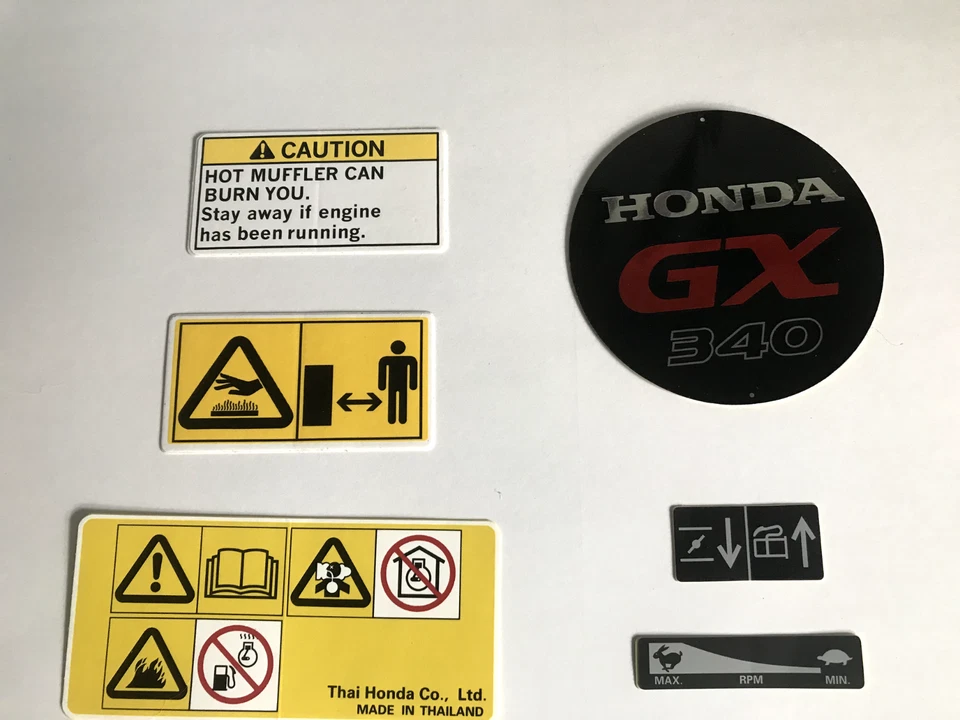 CAUTION
HOT MUFFLER CAN
BURN YOU.
Stay away if engine
has been running.
HONDA
GX
340
Thai Honda Co., Ltd.
MADE IN THAILAND
MAX. RPM MIN.